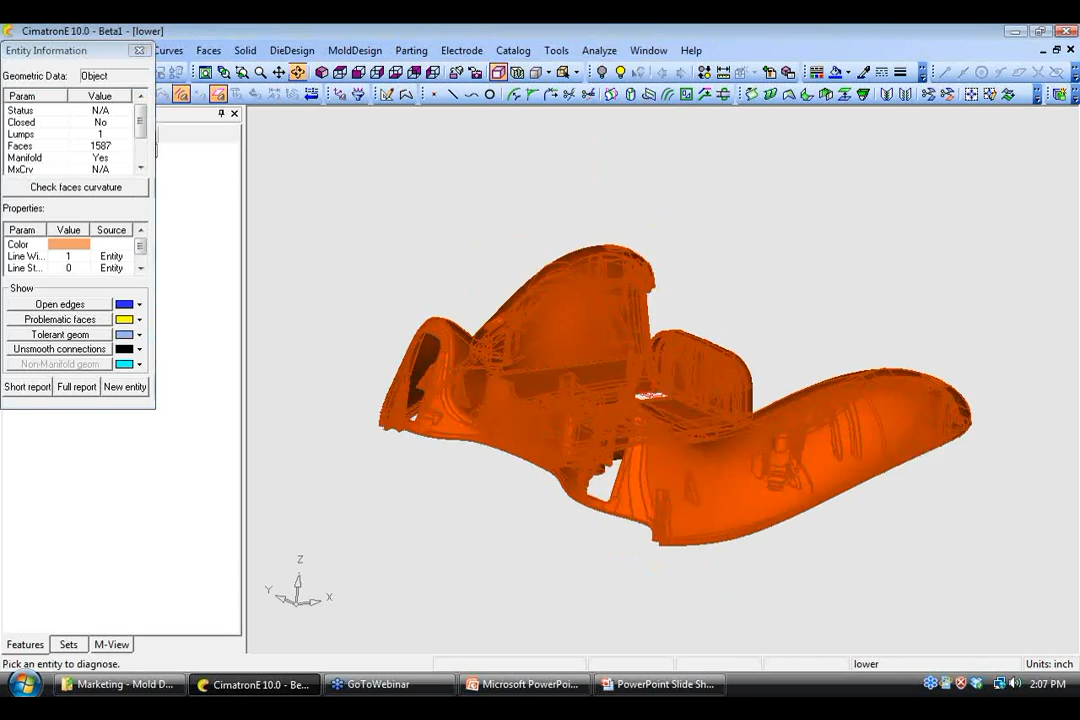 CimatronE 10.0 - Beta1 - [lower]
Entity Information
Curves Faces Solid DieDesign MoldDesign Parting Electrode Catalog Tools Analyze Window Help
Geometric Data: Object
Param Value
Status N/A
Closed No
Lumps 1
Faces 1587
Manifold Yes
MxCrv N/A
Check faces curvature
Properties:
Param Value Source
Color
Line Wi... 1 Entity
Line St... 0 Entity
Show
Open edges
Problematic faces
Tolerant geom
Unsmooth connections
Non-Manifold geom
Short report Full report New entity
Z
Y X
Features Sets M-View
Pick an entity to diagnose. lower Units: inch
Marketing - Mold D... CimatronE 10.0 - Be... GoToWebinar Microsoft PowerPoi... PowerPoint Slide Sh... 2:07 PM